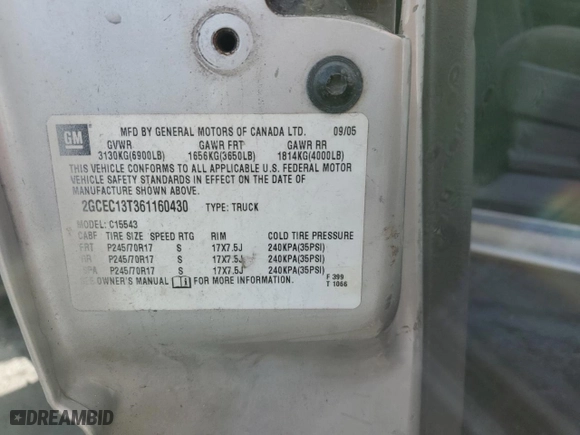 GM
MFD BY GENERAL MOTORS OF CANADA LTD. 09/05
GVWR GAWR FRT GAWR RR
3130KG(6900LB) 1656KG(3650LB) 1814KG(4000LB)
THIS VEHICLE CONFORMS TO ALL APPLICABLE U.S. FEDERAL MOTOR
VEHICLE SAFETY STANDARDS IN EFFECT ON THE DATE OF
MANUFACTURE SHOWN ABOVE.
2GCEC13T361160430 TYPE: TRUCK
MODEL: C15543
TIRE SIZE SPEED RTG RIM COLD TIRE PRESSURE
FRT P245/70R17 S 17X7.5J 240KPA(35PSI)
RR P245/70R17 S 17X7.5J 240KPA(35PSI)
SPA P245/70R17 S 17X7.5J 240KPA(35PSI)
SEE OWNER'S MANUAL FOR MORE INFORMATION.
F 399
T 1066
DREAMBID